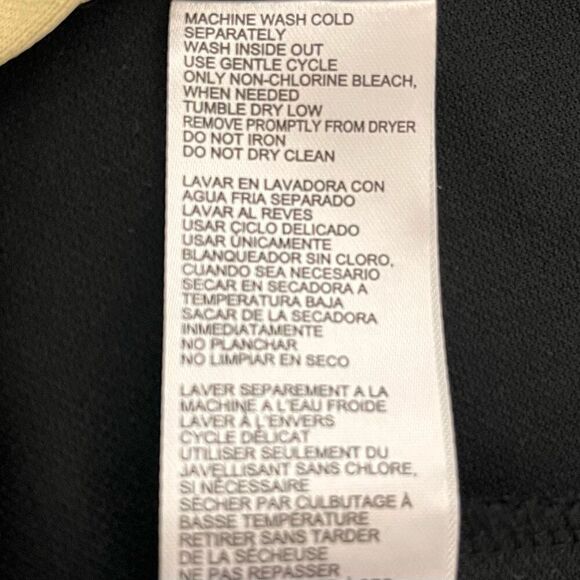 MACHINE WASH COLD
SEPARATELY
WASH INSIDE OUT
USE GENTLE CYCLE
ONLY NON-CHLORINE BLEACH,
WHEN NEEDED
TUMBLE DRY LOW
REMOVE PROMPTLY FROM DRYER
DO NOT IRON
DO NOT DRY CLEAN
LAVAR EN LAVADORA CON
AGUA FRIA SEPARADO
LAVAR AL REVES
USAR CICLO DELICADO
USAR ÚNICAMENTE
BLANQUEADOR SIN CLORO,
CUANDO SEA NECESARIO
SECAR EN SECADORA A
TEMPERATURA BAJA
SACAR DE LA SECADORA
INMEDIATAMENTE
NO PLANCHAR
NO LIMPIAR EN SECO
LAVER SEPAREMENT A LA
MACHINE A L'EAU FROIDE
LAVER À L'ENVERS
CYCLE DÉLICAT
UTILISER SEULEMENT DU
JAVELLISANT SANS CHLORE,
SI NÉCESSAIRE
SÉCHER PAR CULBUTAGE À
BASSE TEMPÉRATURE
RETIRER SANS TARDER
DE LA SÉCHEUSE
NE PAS REPASSER